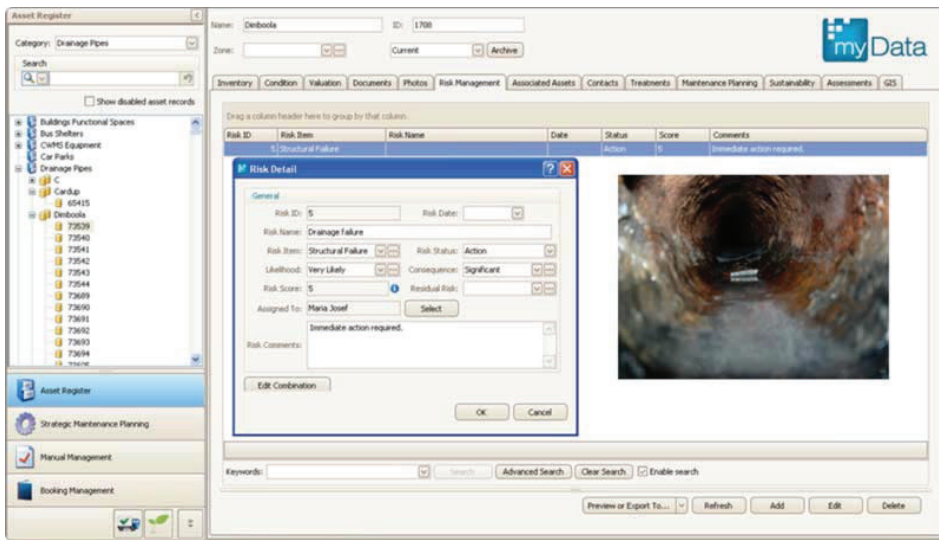 Asset Register
Category: Drainage Pipes
Search
Show disabled asset records
Buildings Functional Spaces
Bus Shelters
CWMS Equipment
Car Parks
Drainage Pipes
C
Cardup
65415
Dimboola
73539
73540
73541
73542
73543
73544
73689
73690
73691
73692
73693
73694
Asset Register
Strategic Maintenance Planning
Manual Management
Booking Management
Name: Dimboola ID: 1708
Zone: Current Archive
myData
Inventory Condition Valuation Documents Photos Risk Management Associated Assets Contacts Treatments Maintenance Planning Sustainability Assessments GIS
Drag a column header here to group by that column.
Risk ID Risk Item Risk Name Date Status Score Comments
5 Structural Failure Action 5 Immediate action required.
Risk Detail
General
Risk ID: 5 Risk Date:
Risk Name: Drainage failure
Risk Item: Structural Failure Risk Status: Action
Likelihood: Very Likely Consequence: Significant
Risk Score: 5 Residual Risk:
Assigned To: Maria Josef Select
Immediate action required.
Risk Comments:
Edit Combination
OK Cancel
Keywords: Search Advanced Search Clear Search Enable search
Preview or Export To... Refresh Add Edit Delete